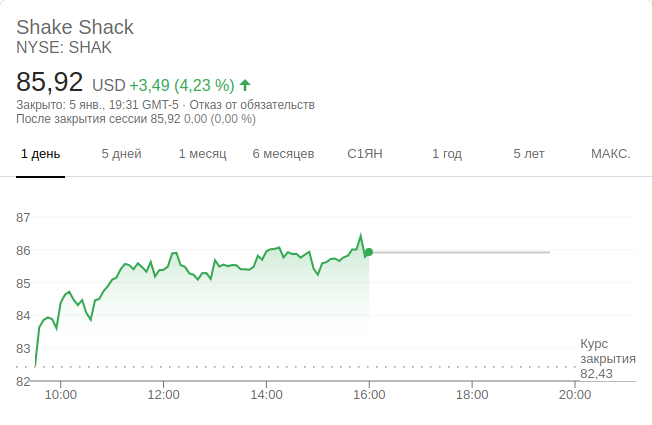 Shake Shack
NYSE: SHAK
85,92 USD +3,49 (4,23 %)
Закрыто: 5 янв., 19:31 GMT-5 · Отказ от обязательств
После закрытия сессии 85,92 0,00 (0,00 %)
1 день 5 дней 1 месяц 6 месяцев С1ЯН 1 год 5 лет МАКС.
87
86
85
84
83
82
Курс
закрытия
82,43
10:00 12:00 14:00 16:00 18:00 20:00